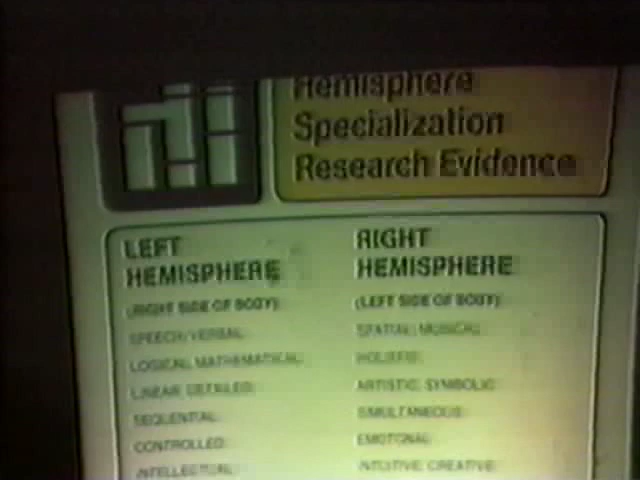 Hemisphere
Specialization
Research Evidence
LEFT
HEMISPHERE
(RIGHT SIDE OF BODY)
SPEECH/VERBAL
LOGICAL, MATHEMATICAL
LINEAR, DETAILED
SEQUENTIAL
CONTROLLED
INTELLECTUAL
RIGHT
HEMISPHERE
(LEFT SIDE OF BODY)
SPATIAL/MUSICAL
HOLISTIC
ARTISTIC, SYMBOLIC
SIMULTANEOUS
EMOTIONAL
INTUITIVE, CREATIVE